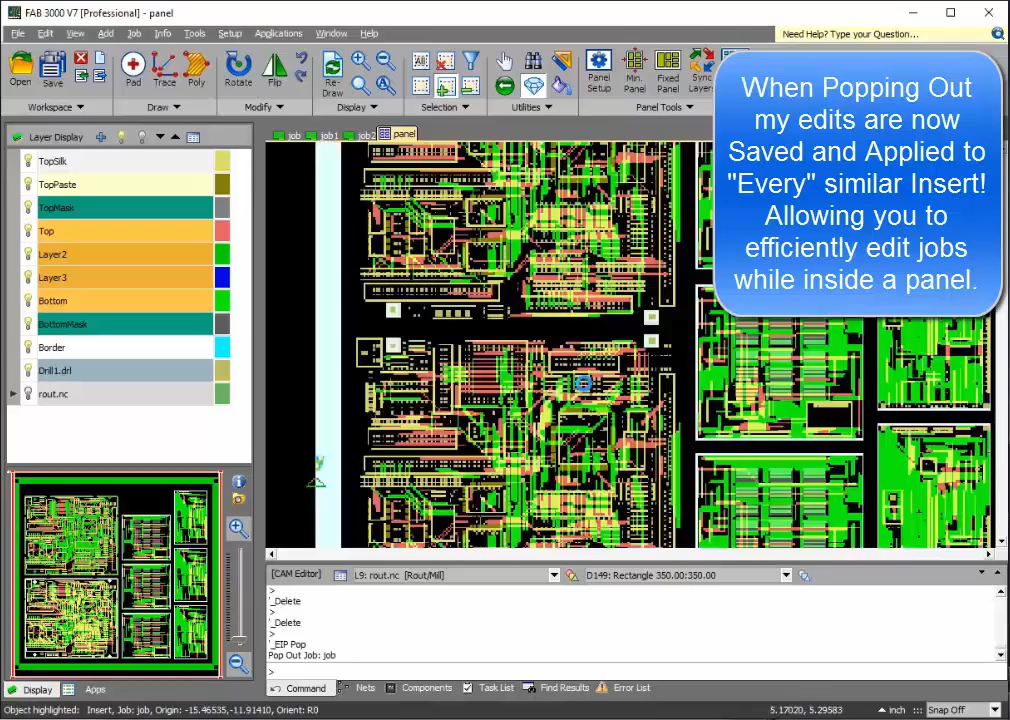 FAB 3000 V7 [Professional] - panel
File Edit View Add Job Info Tools Setup Applications Window Help
Need Help? Type your Question...
Open Save Pad Trace Poly Rotate Flip Re-Draw Panel Setup Min. Panel Fixed Panel Sync Layers
Workspace Draw Modify Display Selection Utilities Panel Tools
When Popping Out
my edits are now
Saved and Applied to
"Every" similar Insert!
Allowing you to
efficiently edit jobs
while inside a panel.
Layer Display
job job1 job2 panel
TopSilk
TopPaste
TopMask
Top
Layer2
Layer3
Bottom
BottomMask
Border
Drill1.drl
rout.nc
[CAM Editor] L9: rout.nc [Rout/Mil] D149: Rectangle 350.00:350.00
>
'_Delete
>
'_Delete
>
'_EIP Pop
Pop Out Job: job
>
Display Apps
Command Nets Components Task List Find Results Error List
Object highlighted: Insert, Job: job, Origin: -15.46535,-11.91410, Orient: R0
5.17020, 5.29583 inch Snap Off